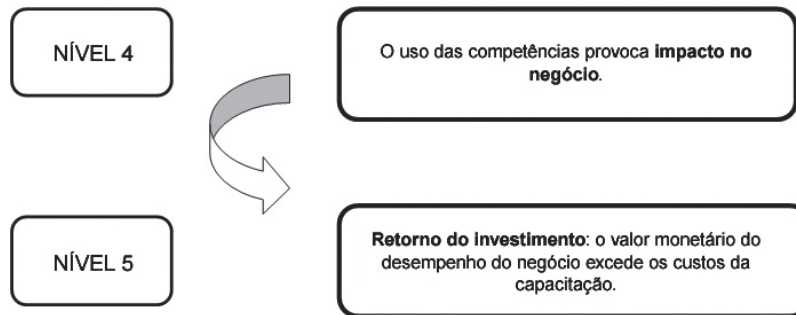 NÍVEL 4
O uso das competências provoca impacto no
negócio.
NÍVEL 5
Retorno do investimento: o valor monetário do
desempenho do negócio excede os custos da
capacitação.